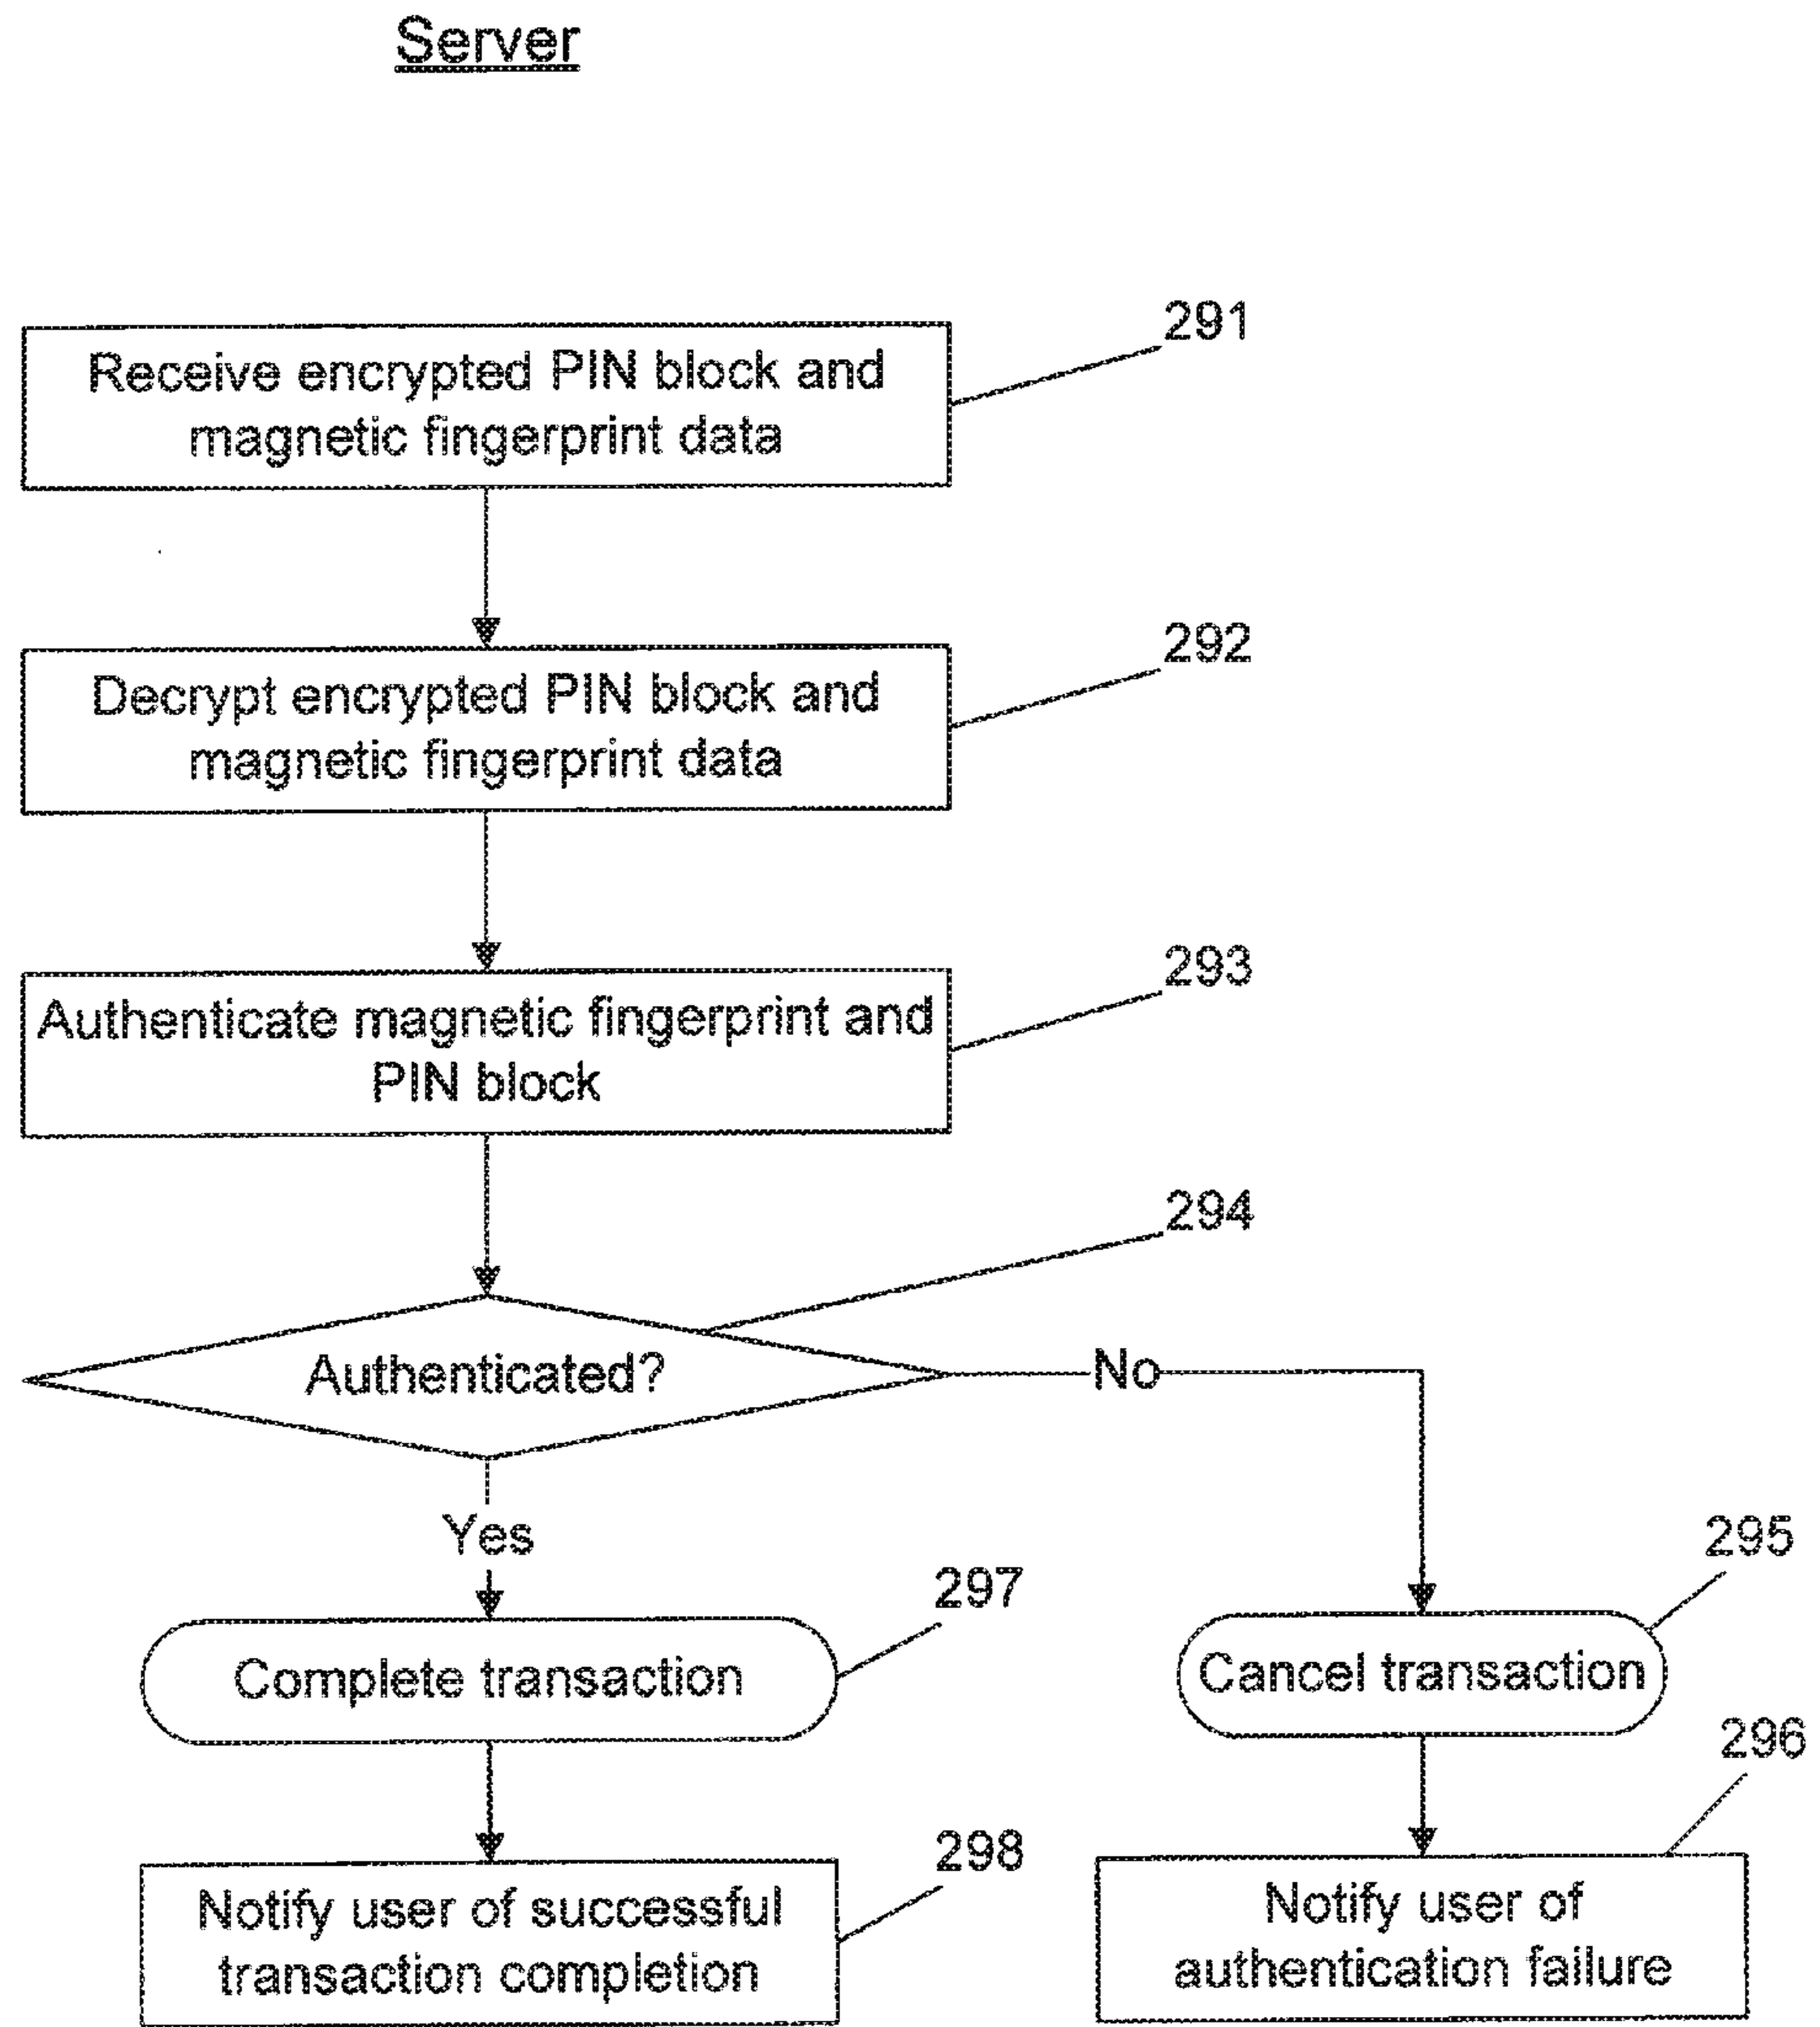 Server
291
Receive encrypted PIN block and
magnetic fingerprint data
292
Decrypt encrypted PIN block and
magnetic fingerprint data
293
Authenticate magnetic fingerprint and
PIN block
294
Authenticated?
No
Yes
295
297
Complete transaction
Cancel transaction
296
298
Notify user of successful
transaction completion
Notify user of
authentication failure